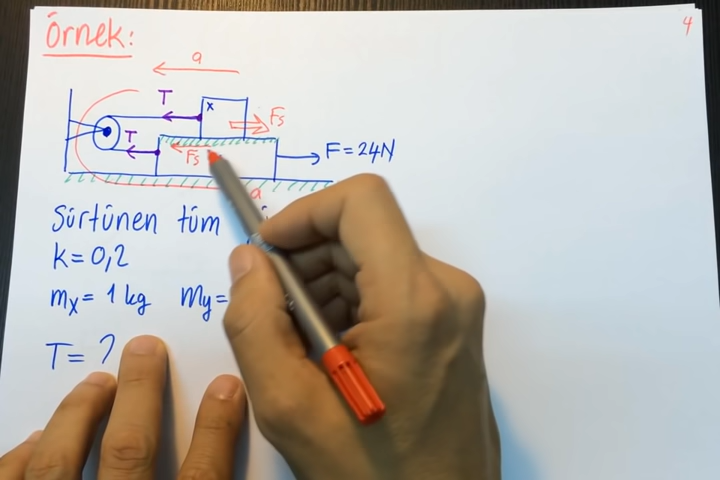 Örnek:
4
a
T
x
Fs
T
Fs
F=24N
a
Sürtünen tüm
k=0,2
mx=1 kg my=
T= ?